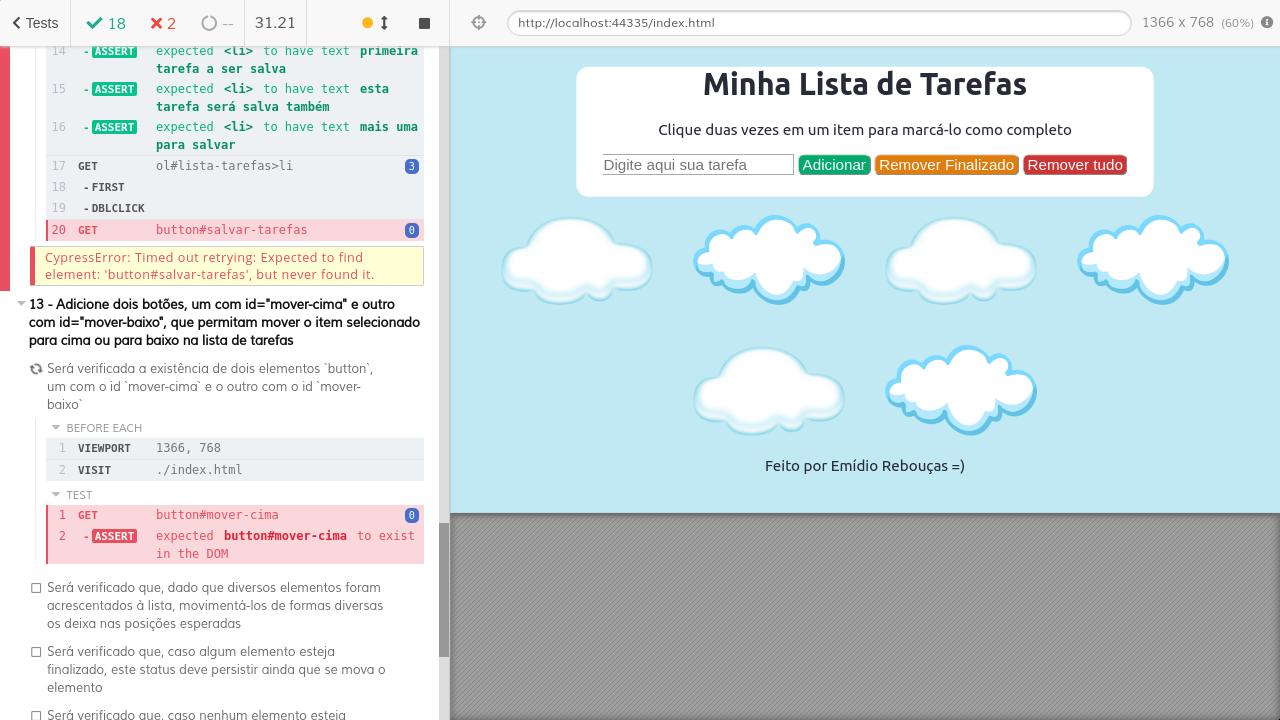 Tests 18 2 -- 31.21
http://localhost:44335/index.html 1366 x 768 (60%)
14 - ASSERT expected <li> to have text primeira
tarefa a ser salva
15 - ASSERT expected <li> to have text esta
tarefa será salva também
16 - ASSERT expected <li> to have text mais uma
para salvar
17 GET ol#lista-tarefas>li 3
18 - FIRST
19 - DBLCLICK
20 GET button#salvar-tarefas 0
CypressError: Timed out retrying: Expected to find
element: 'button#salvar-tarefas', but never found it.
13 - Adicione dois botões, um com id="mover-cima" e outro
com id="mover-baixo", que permitam mover o item selecionado
para cima ou para baixo na lista de tarefas
Será verificada a existência de dois elementos `button`,
um com o id `mover-cima` e o outro com o id `mover-
baixo`
BEFORE EACH
1 VIEWPORT 1366, 768
2 VISIT ./index.html
TEST
1 GET button#mover-cima 0
2 - ASSERT expected button#mover-cima to exist
in the DOM
Será verificado que, dado que diversos elementos foram
acrescentados à lista, movimentá-los de formas diversas
os deixa nas posições esperadas
Será verificado que, caso algum elemento esteja
finalizado, este status deve persistir ainda que se mova o
elemento
Será verificado que, caso nenhum elemento esteja
Minha Lista de Tarefas
Clique duas vezes em um item para marcá-lo como completo
Digite aqui sua tarefa Adicionar Remover Finalizado Remover tudo
Feito por Emídio Rebouças =)